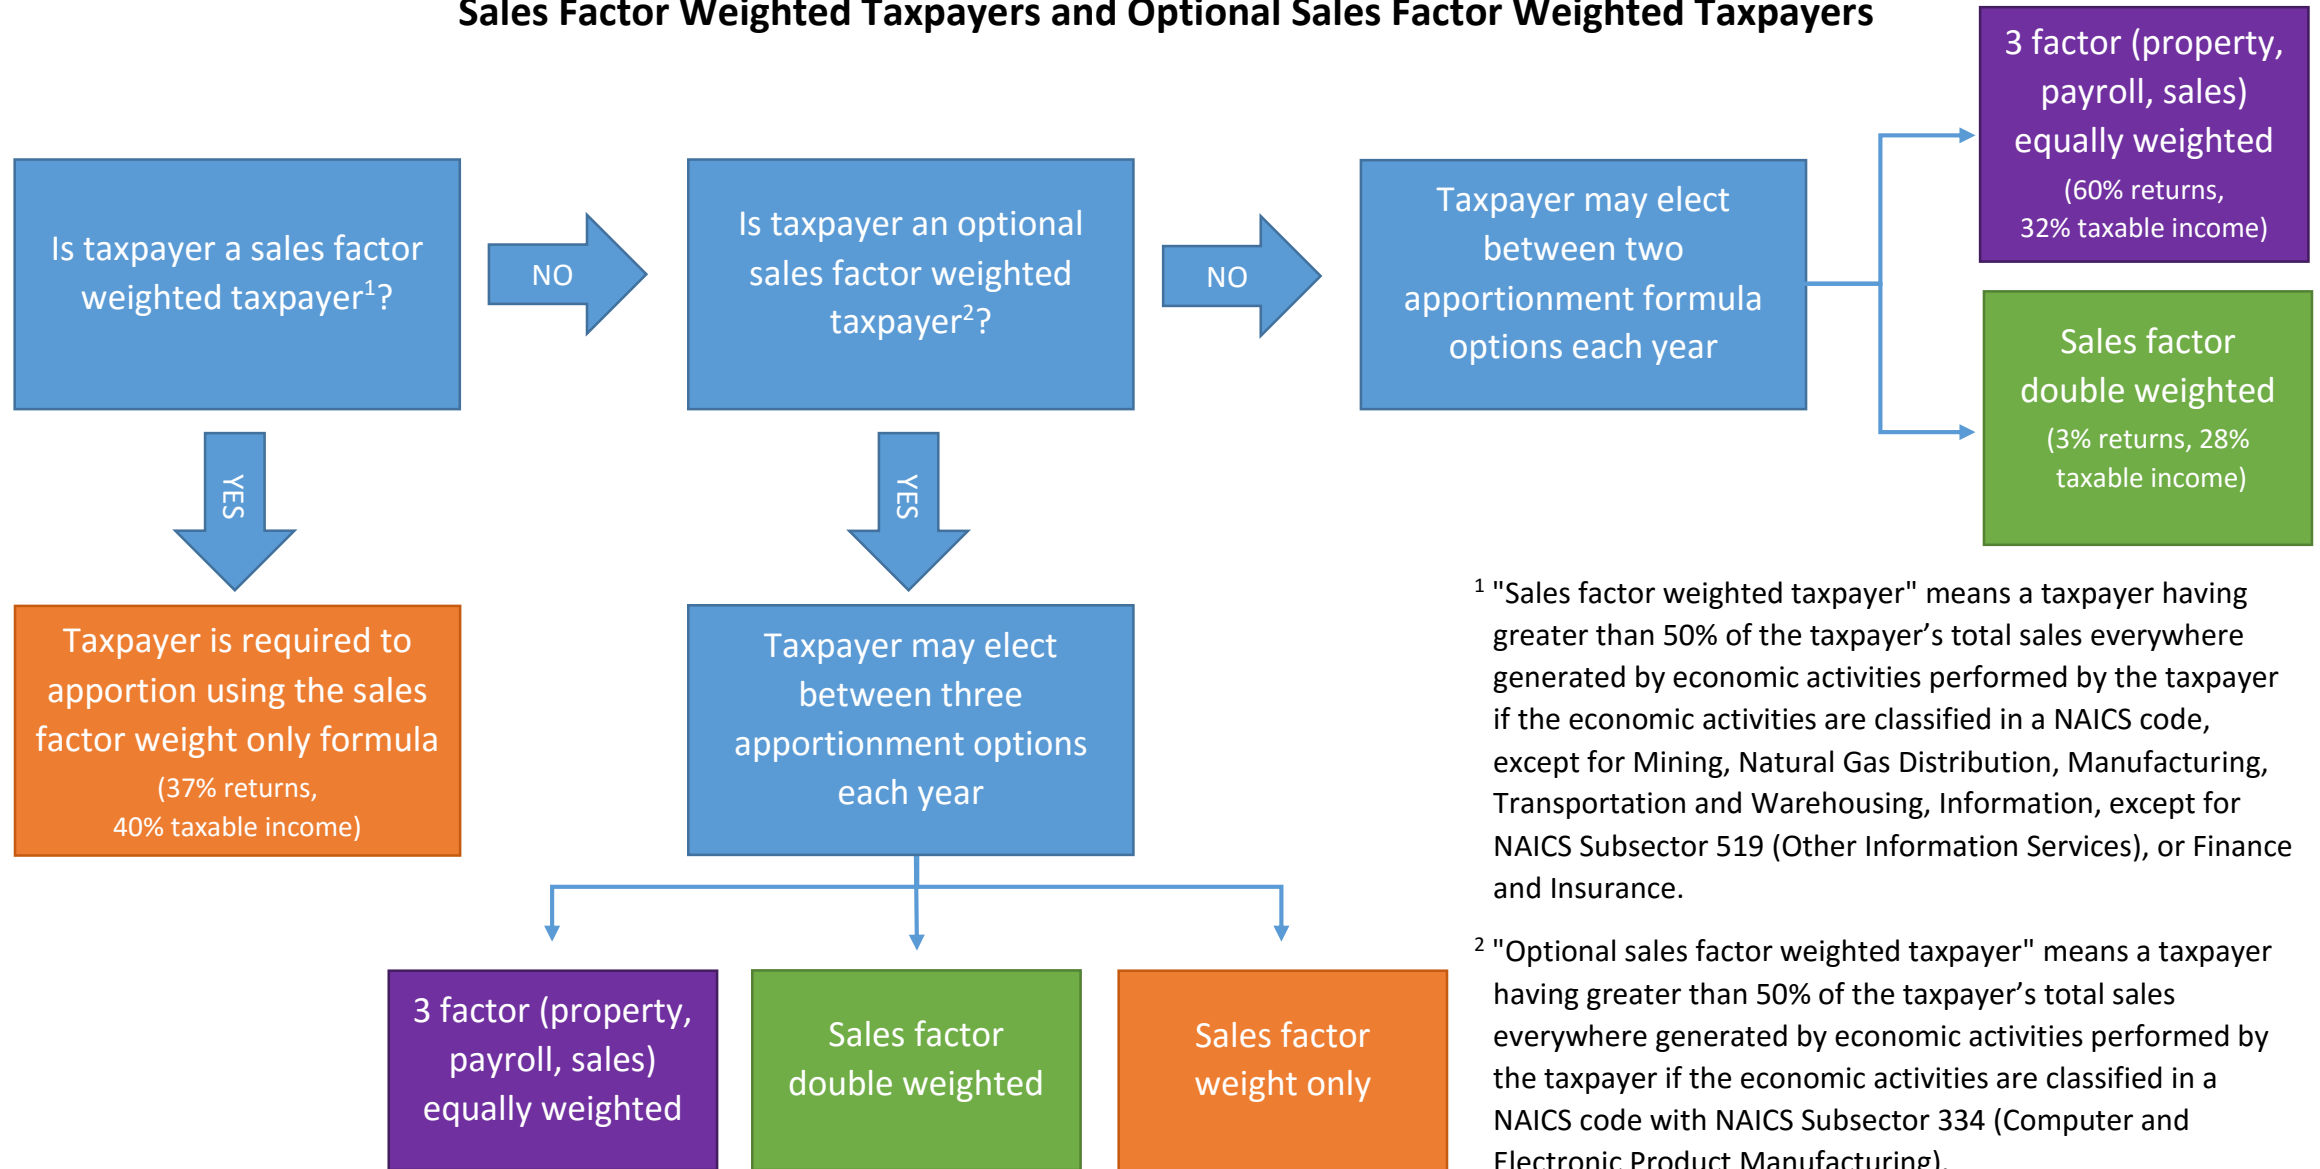 Sales Factor Weighted Taxpayers and Optional Sales Factor Weighted Taxpayers
Is taxpayer a sales factor
weighted taxpayer¹?
NO
Is taxpayer an optional
sales factor weighted
taxpayer²?
NO
Taxpayer may elect
between two
apportionment formula
options each year
3 factor (property,
payroll, sales)
equally weighted
(60% returns,
32% taxable income)
Sales factor
double weighted
(3% returns, 28%
taxable income)
YES
YES
Taxpayer is required to
apportion using the sales
factor weight only formula
(37% returns,
40% taxable income)
Taxpayer may elect
between three
apportionment options
each year
3 factor (property,
payroll, sales)
equally weighted
Sales factor
double weighted
Sales factor
weight only
¹ "Sales factor weighted taxpayer" means a taxpayer having
greater than 50% of the taxpayer’s total sales everywhere
generated by economic activities performed by the taxpayer
if the economic activities are classified in a NAICS code,
except for Mining, Natural Gas Distribution, Manufacturing,
Transportation and Warehousing, Information, except for
NAICS Subsector 519 (Other Information Services), or Finance
and Insurance.
² "Optional sales factor weighted taxpayer" means a taxpayer
having greater than 50% of the taxpayer’s total sales
everywhere generated by economic activities performed by
the taxpayer if the economic activities are classified in a
NAICS code with NAICS Subsector 334 (Computer and
Electronic Product Manufacturing).